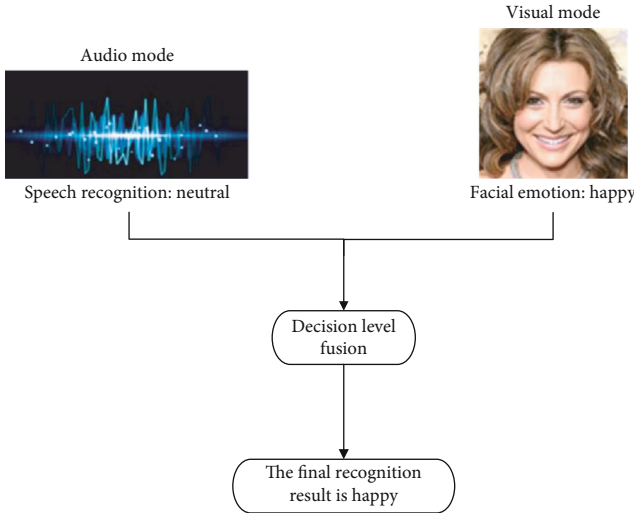 Visual mode
Audio mode
Speech recognition: neutral
Facial emotion: happy
Decision level
fusion
The final recognition
result is happy